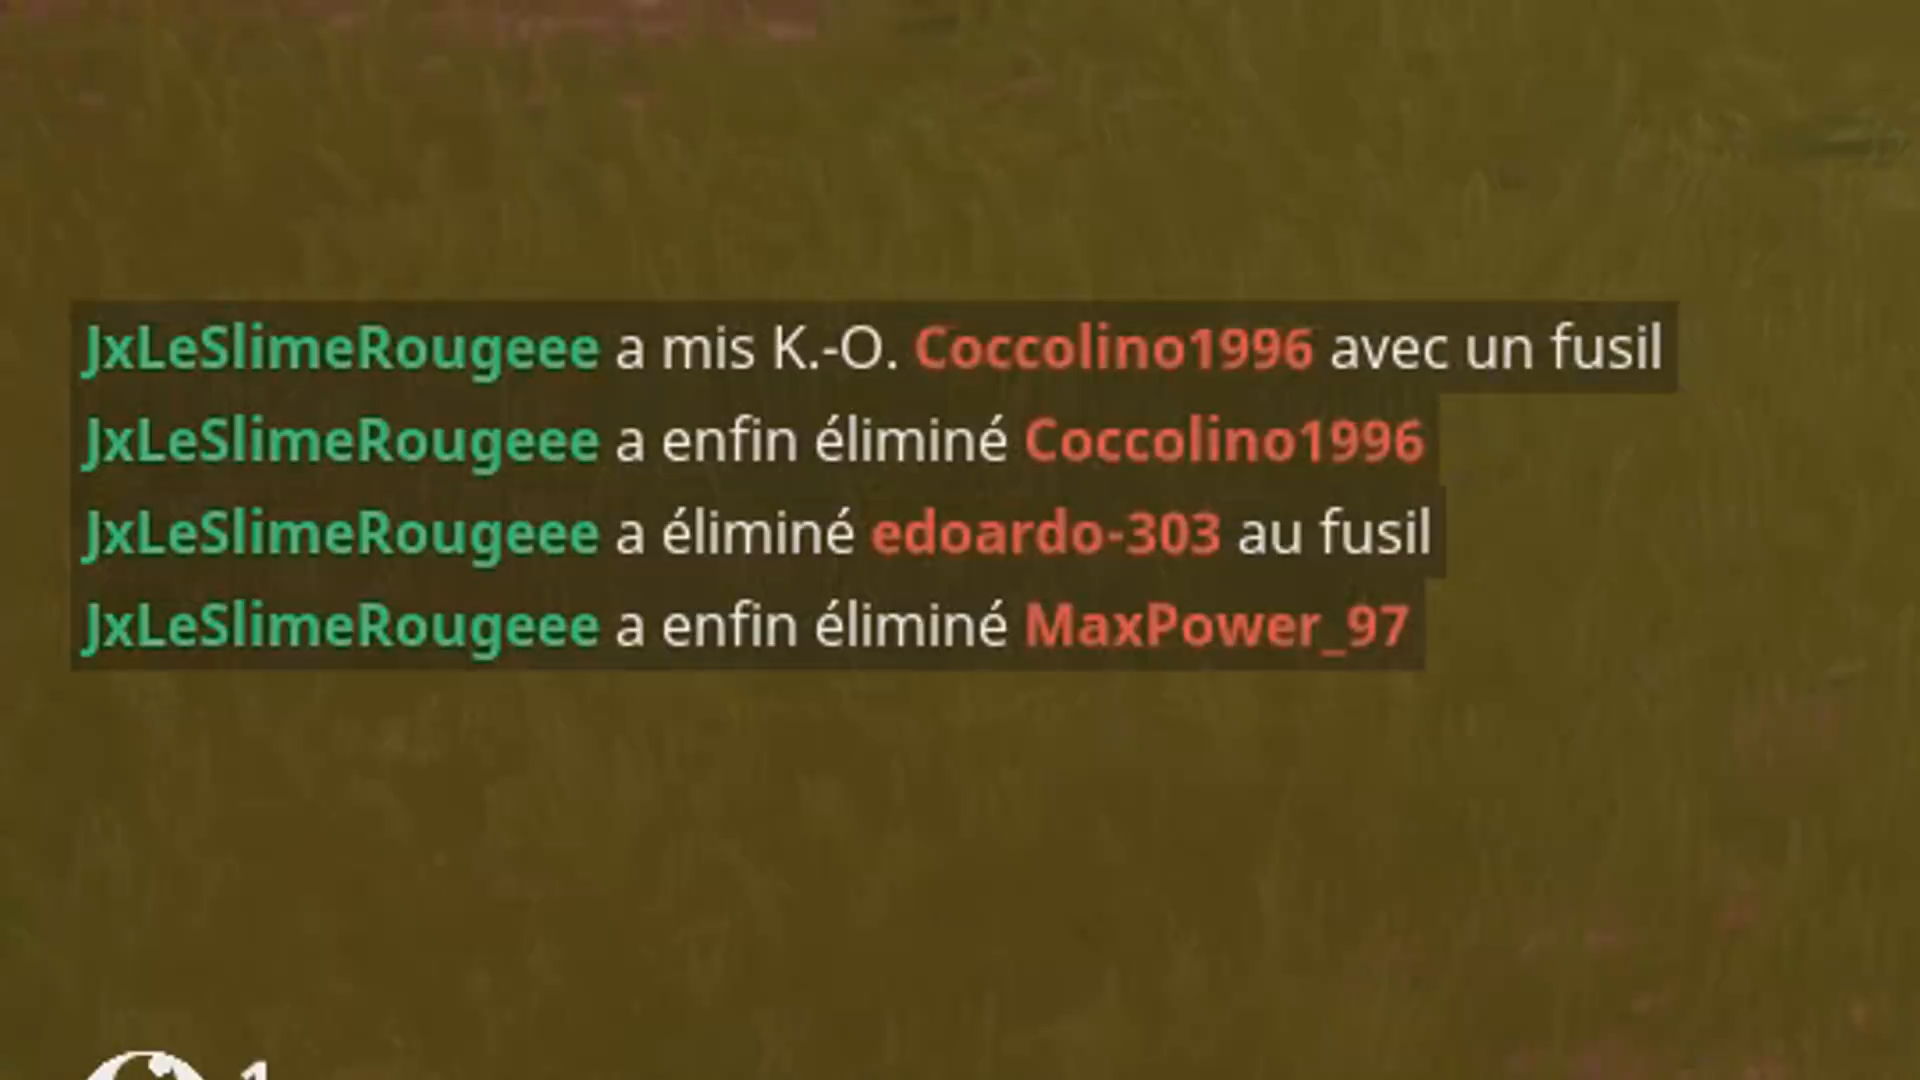 JxLeSlimeRougeee a mis K.-O. Coccolino1996 avec un fusil
JxLeSlimeRougeee a enfin éliminé Coccolino1996
JxLeSlimeRougeee a éliminé edoardo-303 au fusil
JxLeSlimeRougeee a enfin éliminé MaxPower_97